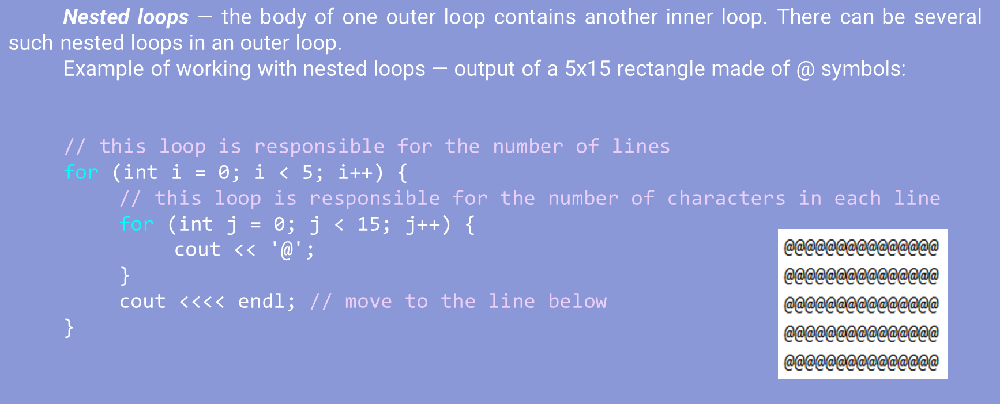 Nested loops — the body of one outer loop contains another inner loop. There can be several
such nested loops in an outer loop.
Example of working with nested loops — output of a 5x15 rectangle made of @ symbols:
// this loop is responsible for the number of lines
for (int i = 0; i < 5; i++) {
// this loop is responsible for the number of characters in each line
for (int j = 0; j < 15; j++) {
cout << '@';
}
cout <<<< endl; // move to the line below
}
@@@@@@@@@@@@@@@
@@@@@@@@@@@@@@@
@@@@@@@@@@@@@@@
@@@@@@@@@@@@@@@
@@@@@@@@@@@@@@@